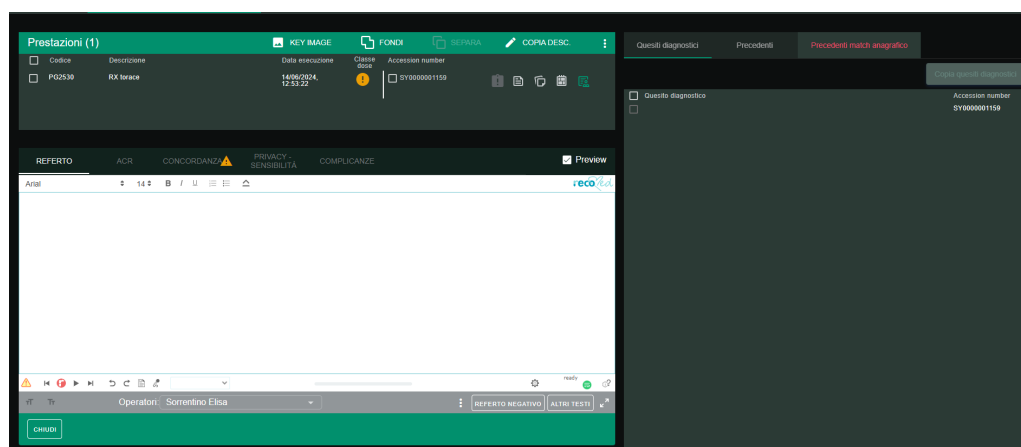 Prestazioni (1)
KEY IMAGE
FONDI
SEPARA
COPIA DESC.
Codice Descrizione Data esecuzione Classe dose Accession number
PG2530 RX torace 14/06/2024, 12:53:22 SY0000001159
REFERTO ACR CONCORDANZA PRIVACY - SENSIBILITÀ COMPLICANZE Preview
Arial 14 B I U recoMed
ready
Tr Operatori: Sorrentino Elisa REFERTO NEGATIVO ALTRI TESTI
CHIUDI
Quesiti diagnostici Precedenti Precedenti match anagrafico
Copia quesiti diagnostici
Quesito diagnostico Accession number
SY0000001159